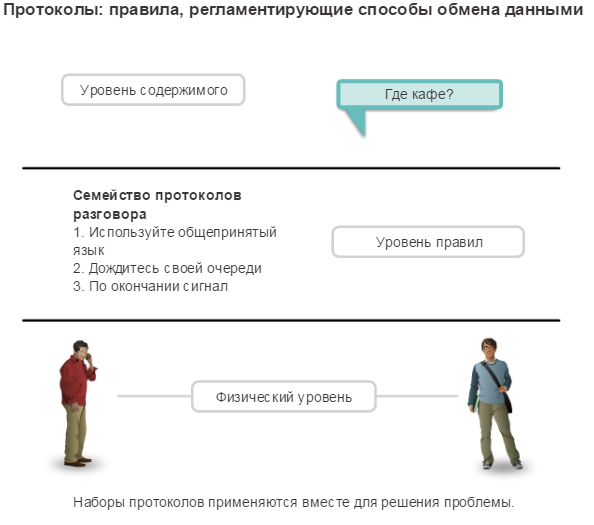 Протоколы: правила, регламентирующие способы обмена данными
Уровень содержимого
Где кафе?
Семейство протоколов
разговора
1. Используйте общепринятый
язык
2. Дождитесь своей очереди
3. По окончании сигнал
Уровень правил
Физический уровень
Наборы протоколов применяются вместе для решения проблемы.